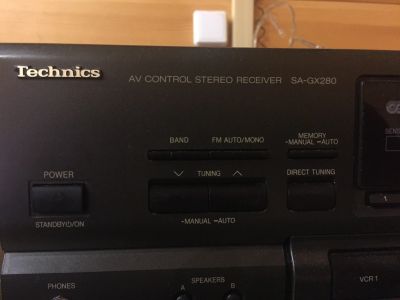 Technics
AV CONTROL STEREO RECEIVER SA-GX280
BAND FM AUTO/MONO
MEMORY
–MANUAL ═AUTO
POWER
TUNING
DIRECT TUNING
STANDBY⏻/ON
–MANUAL ═AUTO
1
PHONES
SPEAKERS
A B
VCR 1